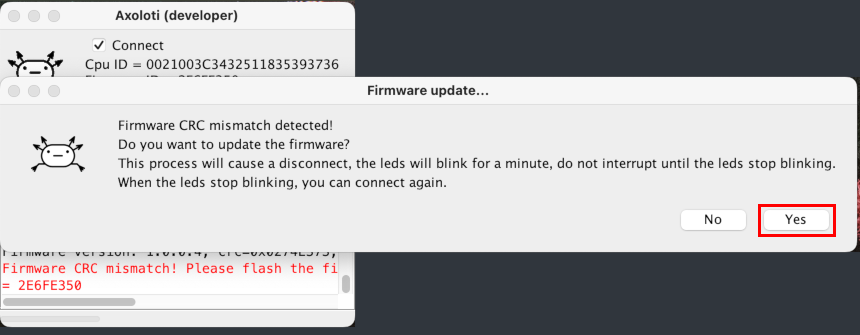 Axoloti (developer)
Connect
Cpu ID = 0021003C3432511835393736
Firmware update...
Firmware CRC mismatch detected!
Do you want to update the firmware?
This process will cause a disconnect, the leds will blink for a minute, do not interrupt until the leds stop blinking.
When the leds stop blinking, you can connect again.
No
Yes
Firmware version: 1.0.0.4, crc=0x0274E375,
Firmware CRC mismatch! Please flash the fi
= 2E6FE350